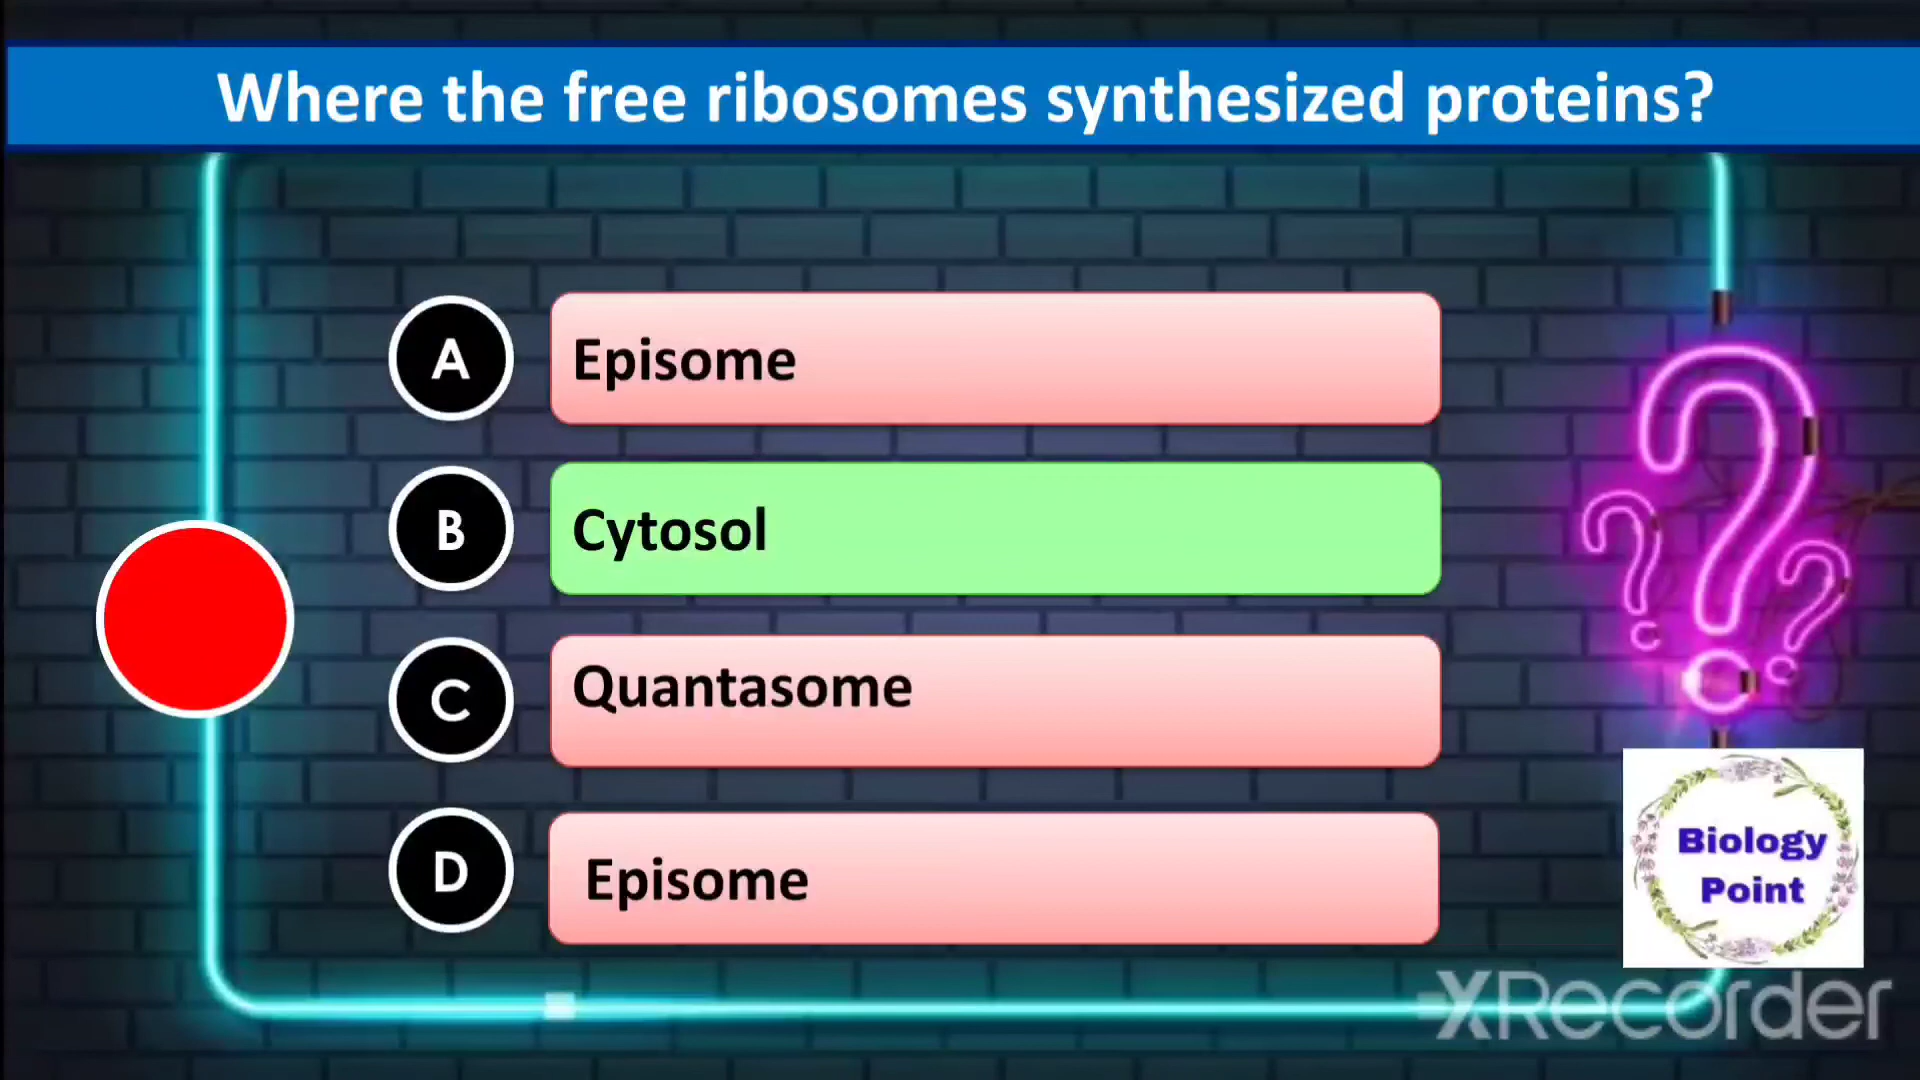 Where the free ribosomes synthesized proteins?
A
Episome
B
Cytosol
C
Quantasome
D
Episome
Biology
Point
XRecorder